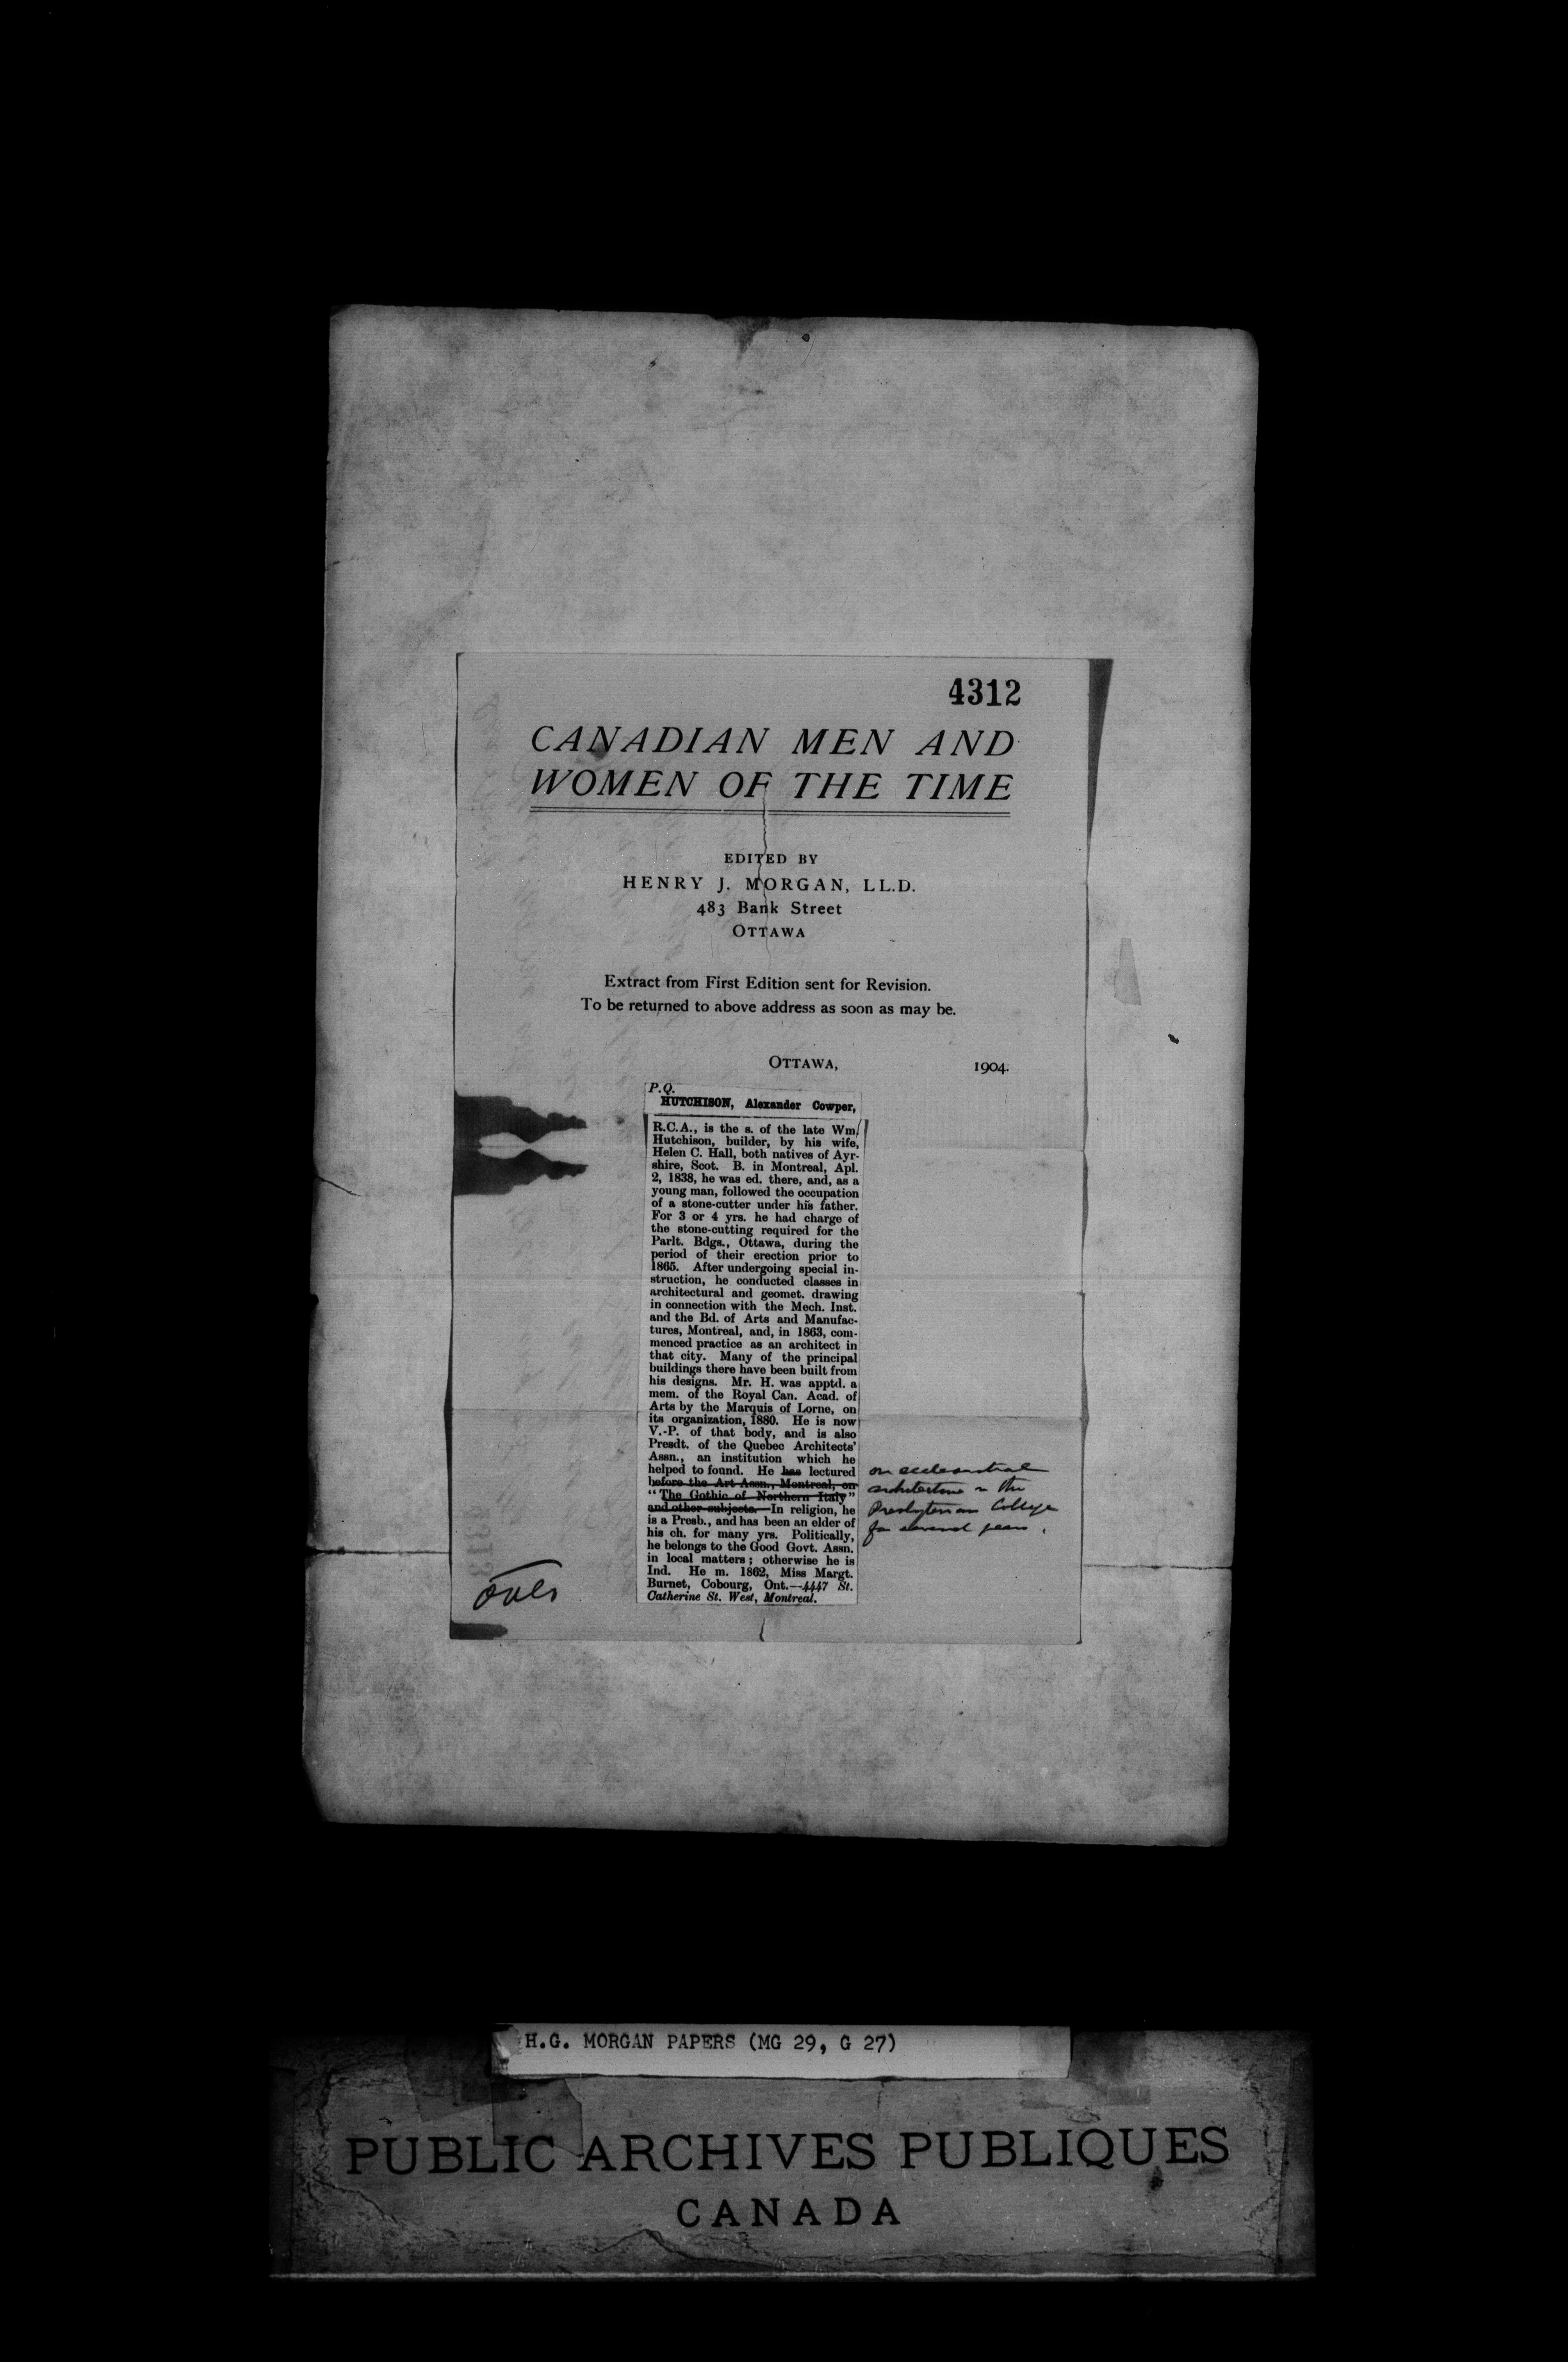 4312
CANADIAN MEN AND
WOMEN OF THE TIME
EDITED BY
HENRY J. MORGAN, LL.D.
483 Bank Street
OTTAWA
Extract from First Edition sent for Revision.
To be returned to above address as soon as may be.
OTTAWA, 1904.
P.Q.
HUTCHISON, Alexander Cowper,
R.C.A., is the s. of the late Wm.
Hutchison, builder, by his wife,
Helen C. Hall, both natives of Ayr-
shire, Scot. B. in Montreal, Apl.
2, 1838, he was ed. there, and, as a
young man, followed the occupation
of a stone-cutter under his father.
For 3 or 4 yrs. he had charge of
the stone-cutting required for the
Parlt. Bdgs., Ottawa, during the
period of their erection prior to
1865. After undergoing special in-
struction, he conducted classes in
architectural and geomet. drawing
in connection with the Mech. Inst.
and the Bd. of Arts and Manufac-
tures, Montreal, and, in 1863, com-
menced practice as an architect in
that city. Many of the principal
buildings there have been built from
his designs. Mr. H. was apptd. a
mem. of the Royal Can. Acad. of
Arts by the Marquis of Lorne, on
its organization, 1880. He is now
V.-P. of that body, and is also
Presdt. of the Quebec Architects'
Assn., an institution which he
helped to found. He has lectured
before the Art Assn., Montreal, on
"The Gothic of Northern Italy"
and other subjects. In religion, he
is a Presb., and has been an elder of
his ch. for many yrs. Politically,
he belongs to the Good Govt. Assn.
in local matters; otherwise he is
Ind. He m. 1862, Miss Margt.
Burnet, Cobourg, Ont.—4447 St.
Catherine St. West, Montreal.
on ecclesiastical
architecture in the
Presbyterian College
for several years.
over
H.G. MORGAN PAPERS (MG 29, G 27)
PUBLIC ARCHIVES PUBLIQUES
CANADA